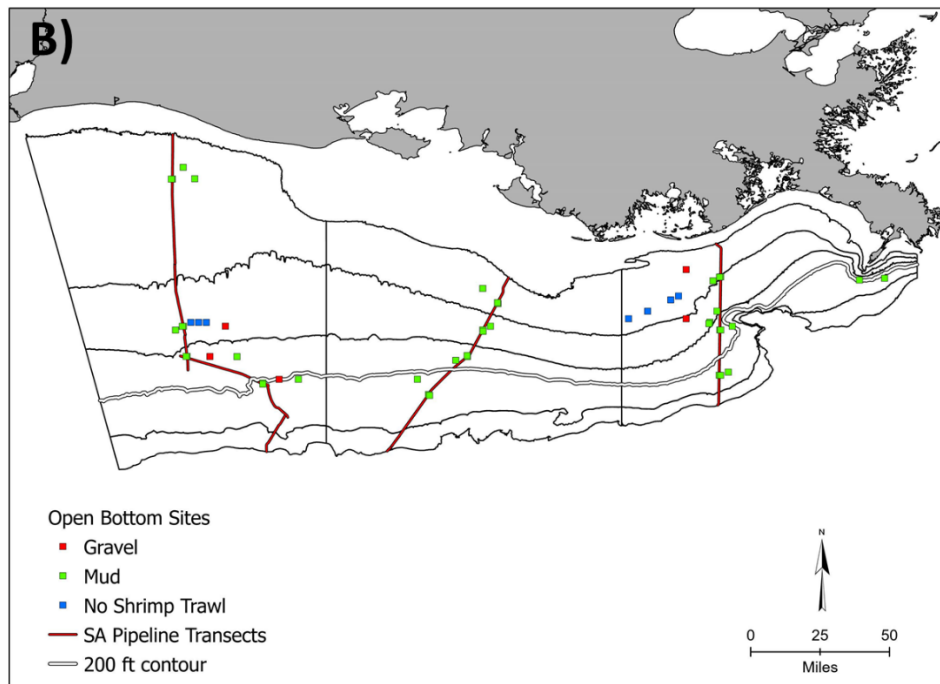 B)
Open Bottom Sites
Gravel
Mud
No Shrimp Trawl
SA Pipeline Transects
200 ft contour
N
0 25 50
Miles